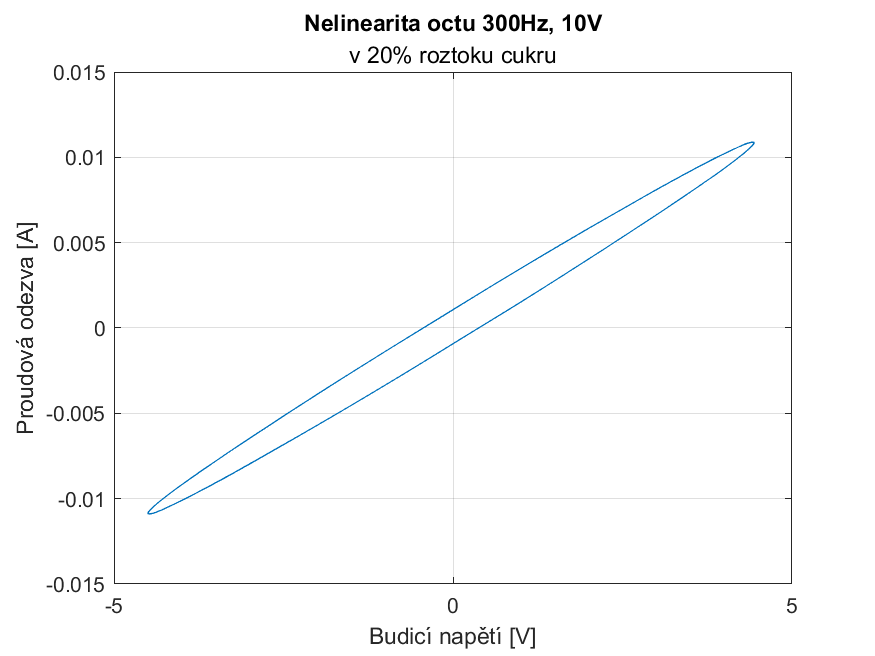 Nelinearita octu 300Hz, 10V
v 20% roztoku cukru
0.015
0.01
0.005
0
-0.005
-0.01
-0.015
-5
0
5
Proudová odezva [A]
Budicí napětí [V]